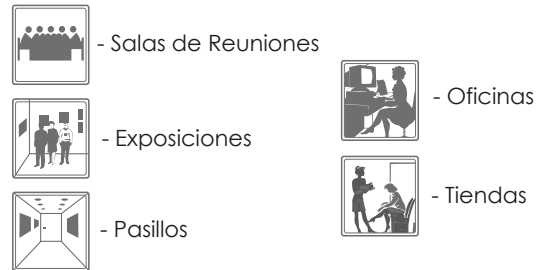 - Salas de Reuniones
- Exposiciones
- Pasillos
- Oficinas
- Tiendas